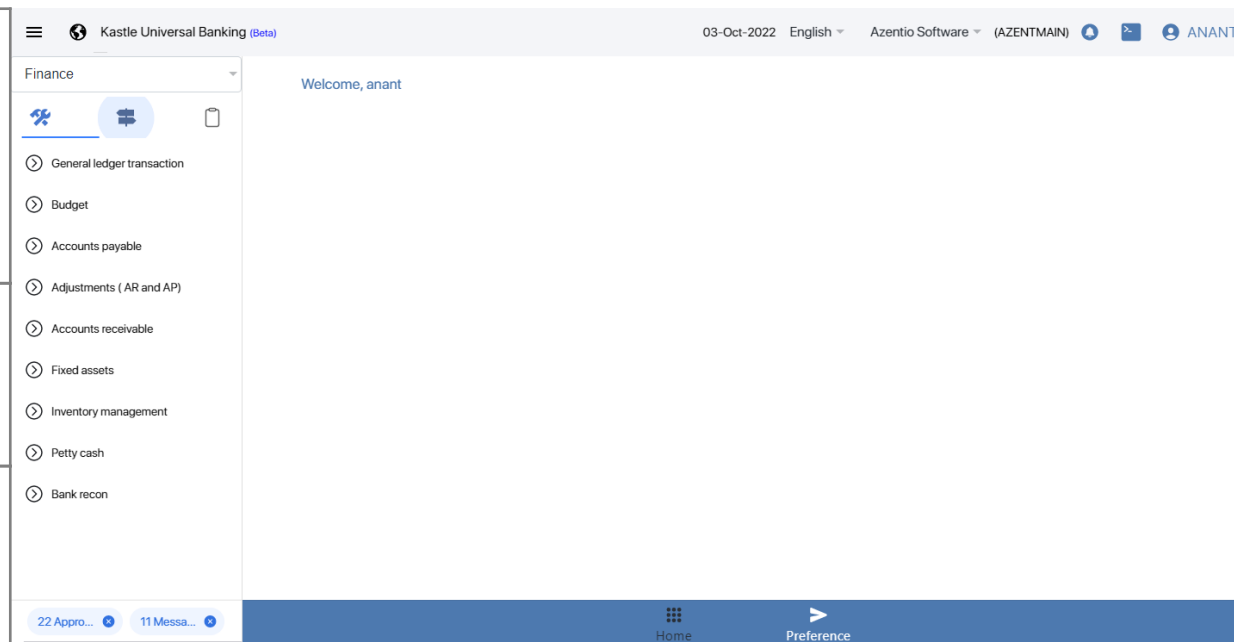 Kastle Universal Banking (Beta)
03-Oct-2022 English Azentio Software (AZENTMAIN) ANANT
Finance
Welcome, anant
General ledger transaction
Budget
Accounts payable
Adjustments ( AR and AP)
Accounts receivable
Fixed assets
Inventory management
Petty cash
Bank recon
22 Appro... 11 Messa...
Home Preference